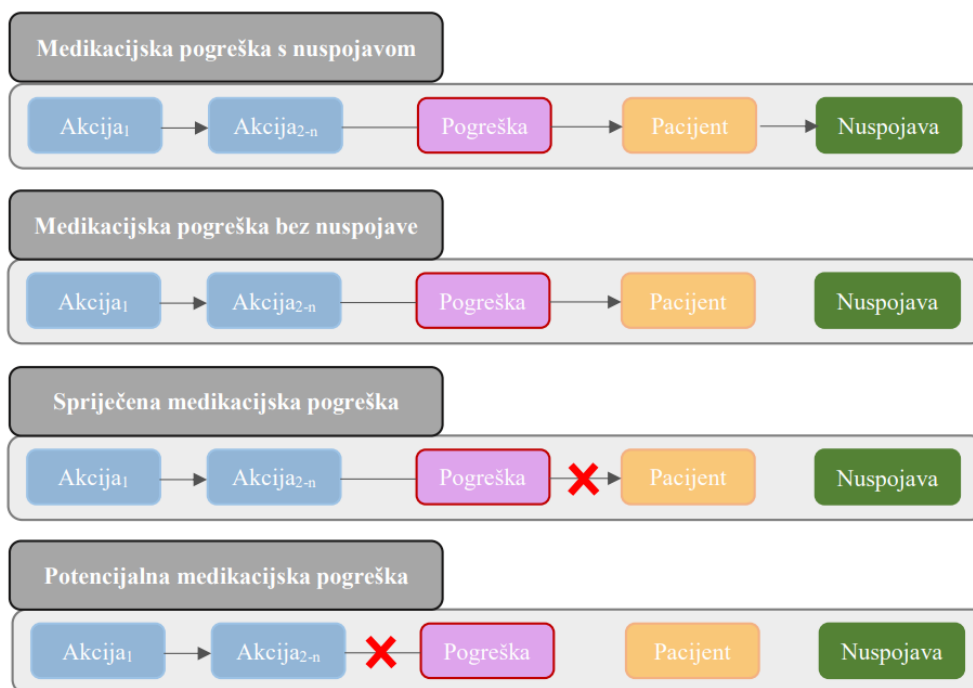 Medikacijska pogreška s nuspojavom
Akcija₁ Akcija₂₋ₙ Pogreška Pacijent Nuspojava
Medikacijska pogreška bez nuspojave
Akcija₁ Akcija₂₋ₙ Pogreška Pacijent Nuspojava
Spriječena medikacijska pogreška
Akcija₁ Akcija₂₋ₙ Pogreška Pacijent Nuspojava
Potencijalna medikacijska pogreška
Akcija₁ Akcija₂₋ₙ Pogreška Pacijent Nuspojava